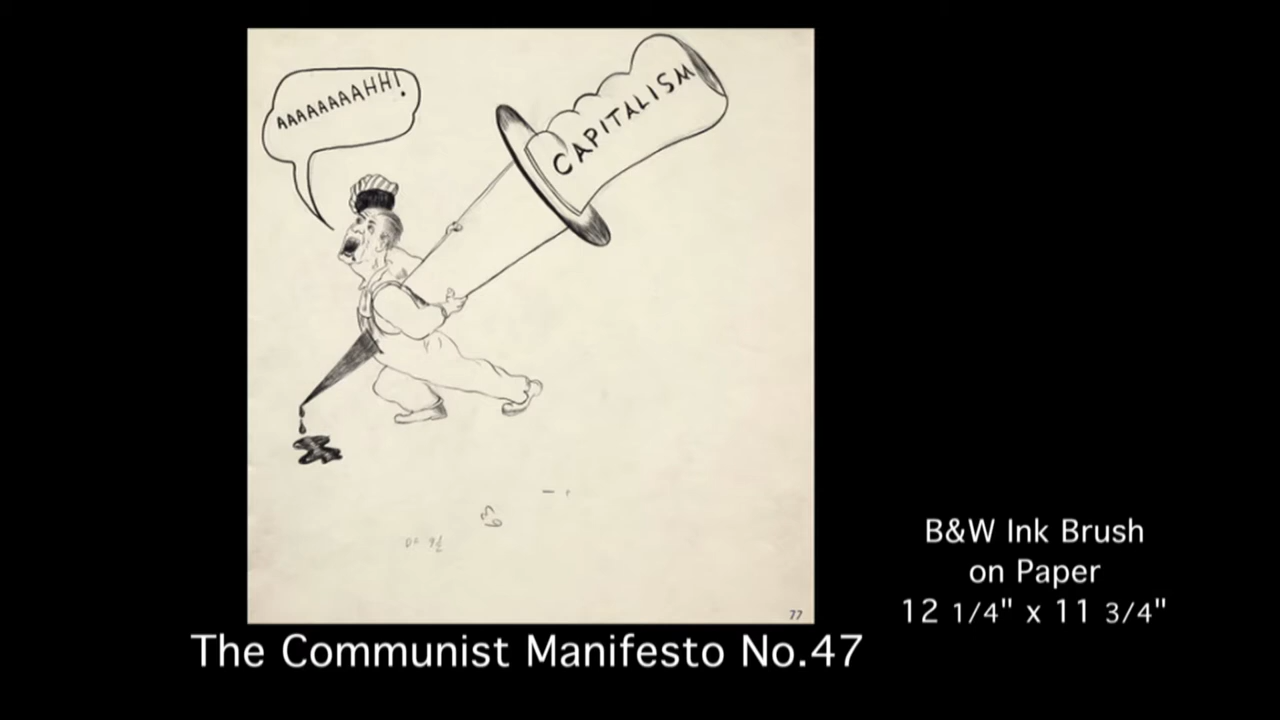 AAAAAAAAHH!
CAPITALISM
77
The Communist Manifesto No.47
B&W Ink Brush
on Paper
12 1/4" x 11 3/4"